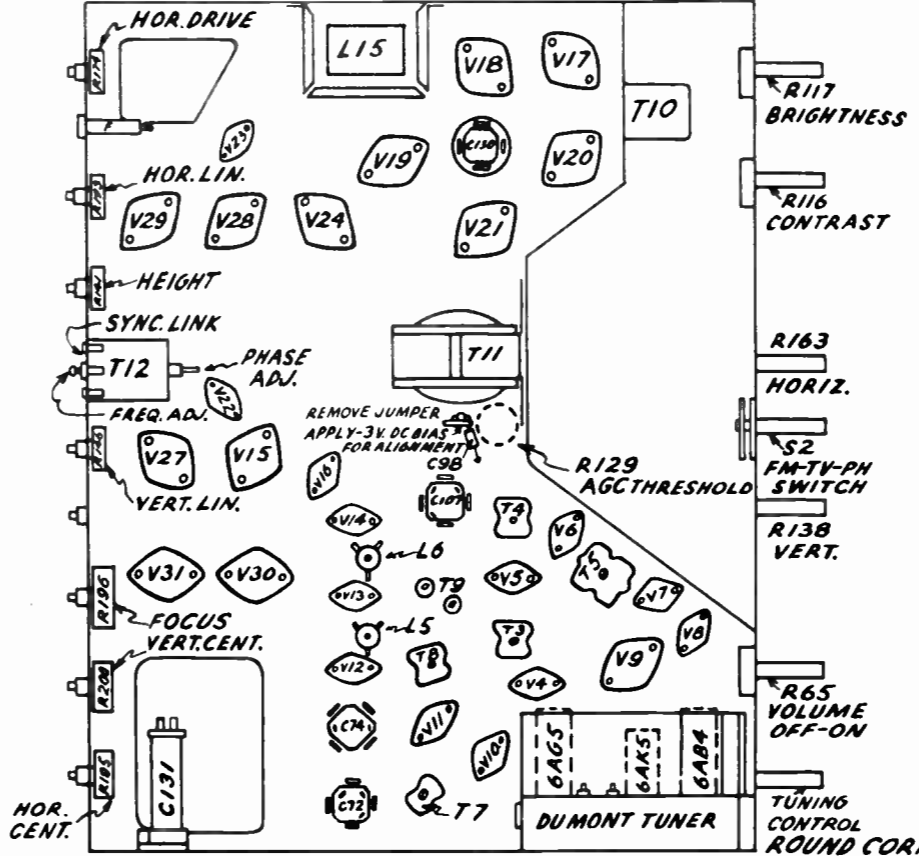 HOR. DRIVE
R174
L15
V18
V17
T10
R117
BRIGHTNESS
V23
V19
C130
V20
R116
CONTRAST
HOR. LIN.
V29
V28
V24
V21
HEIGHT
SYNC. LINK
T12
PHASE
ADJ.
FREQ. ADJ.
V22
T11
R163
HORIZ.
REMOVE JUMPER
APPLY-3V. DC BIAS
FOR ALIGNMENT
C98
R129
AGC THRESHOLD
S2
FM-TV-PH
SWITCH
V27
V15
VERT. LIN.
V16
C107
R138
VERT.
V14
T4
V6
L6
V31
V30
V13
T9
V5
T5
V7
R196
FOCUS
VERT. CENT.
L5
T3
V8
V12
T8
V9
R200
V4
R65
VOLUME
OFF-ON
C74
V11
V10
6AG5
6AK5
6AB4
C131
R195
HOR.
CENT.
C72
T7
DUMONT TUNER
TUNING
CONTROL
ROUND COR